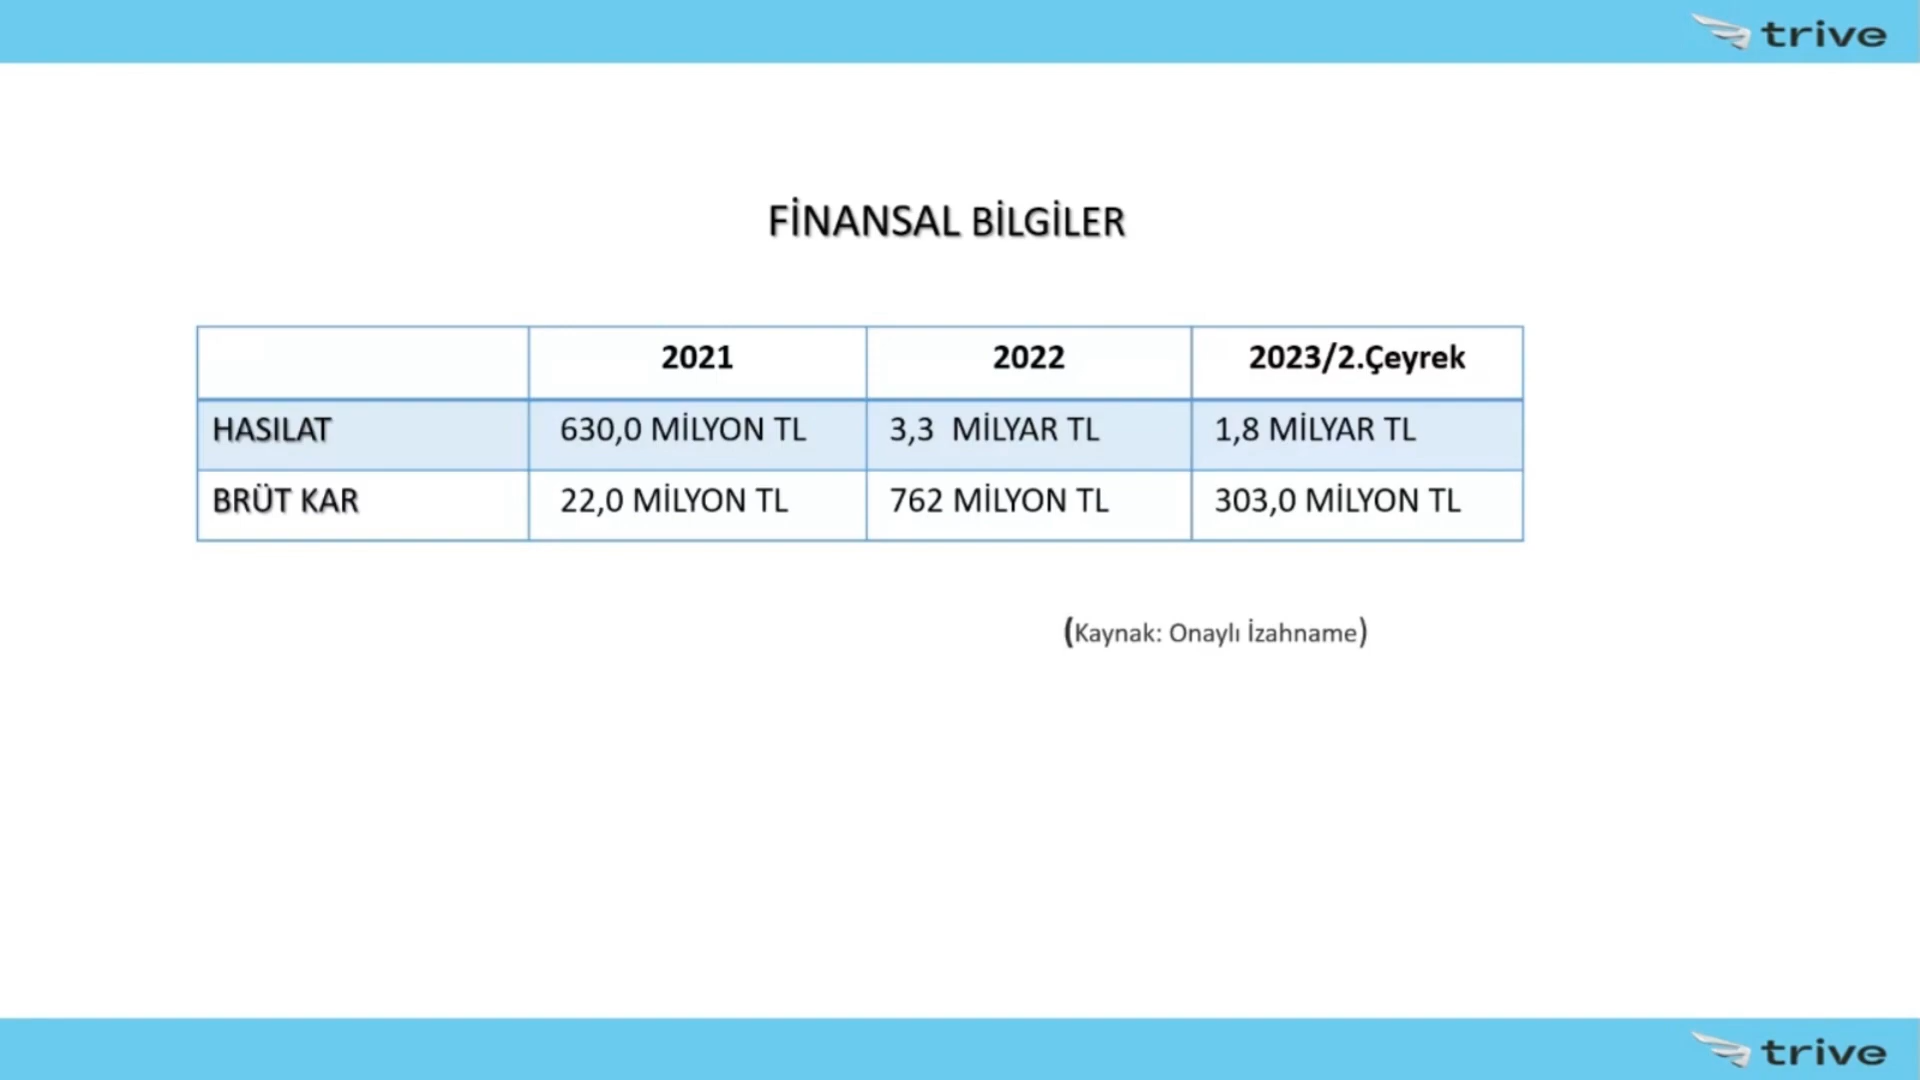 trive
FİNANSAL BİLGİLER
2021 2022 2023/2.Çeyrek
HASILAT 630,0 MİLYON TL 3,3 MİLYAR TL 1,8 MİLYAR TL
BRÜT KAR 22,0 MİLYON TL 762 MİLYON TL 303,0 MİLYON TL
(Kaynak: Onaylı İzahname)
trive